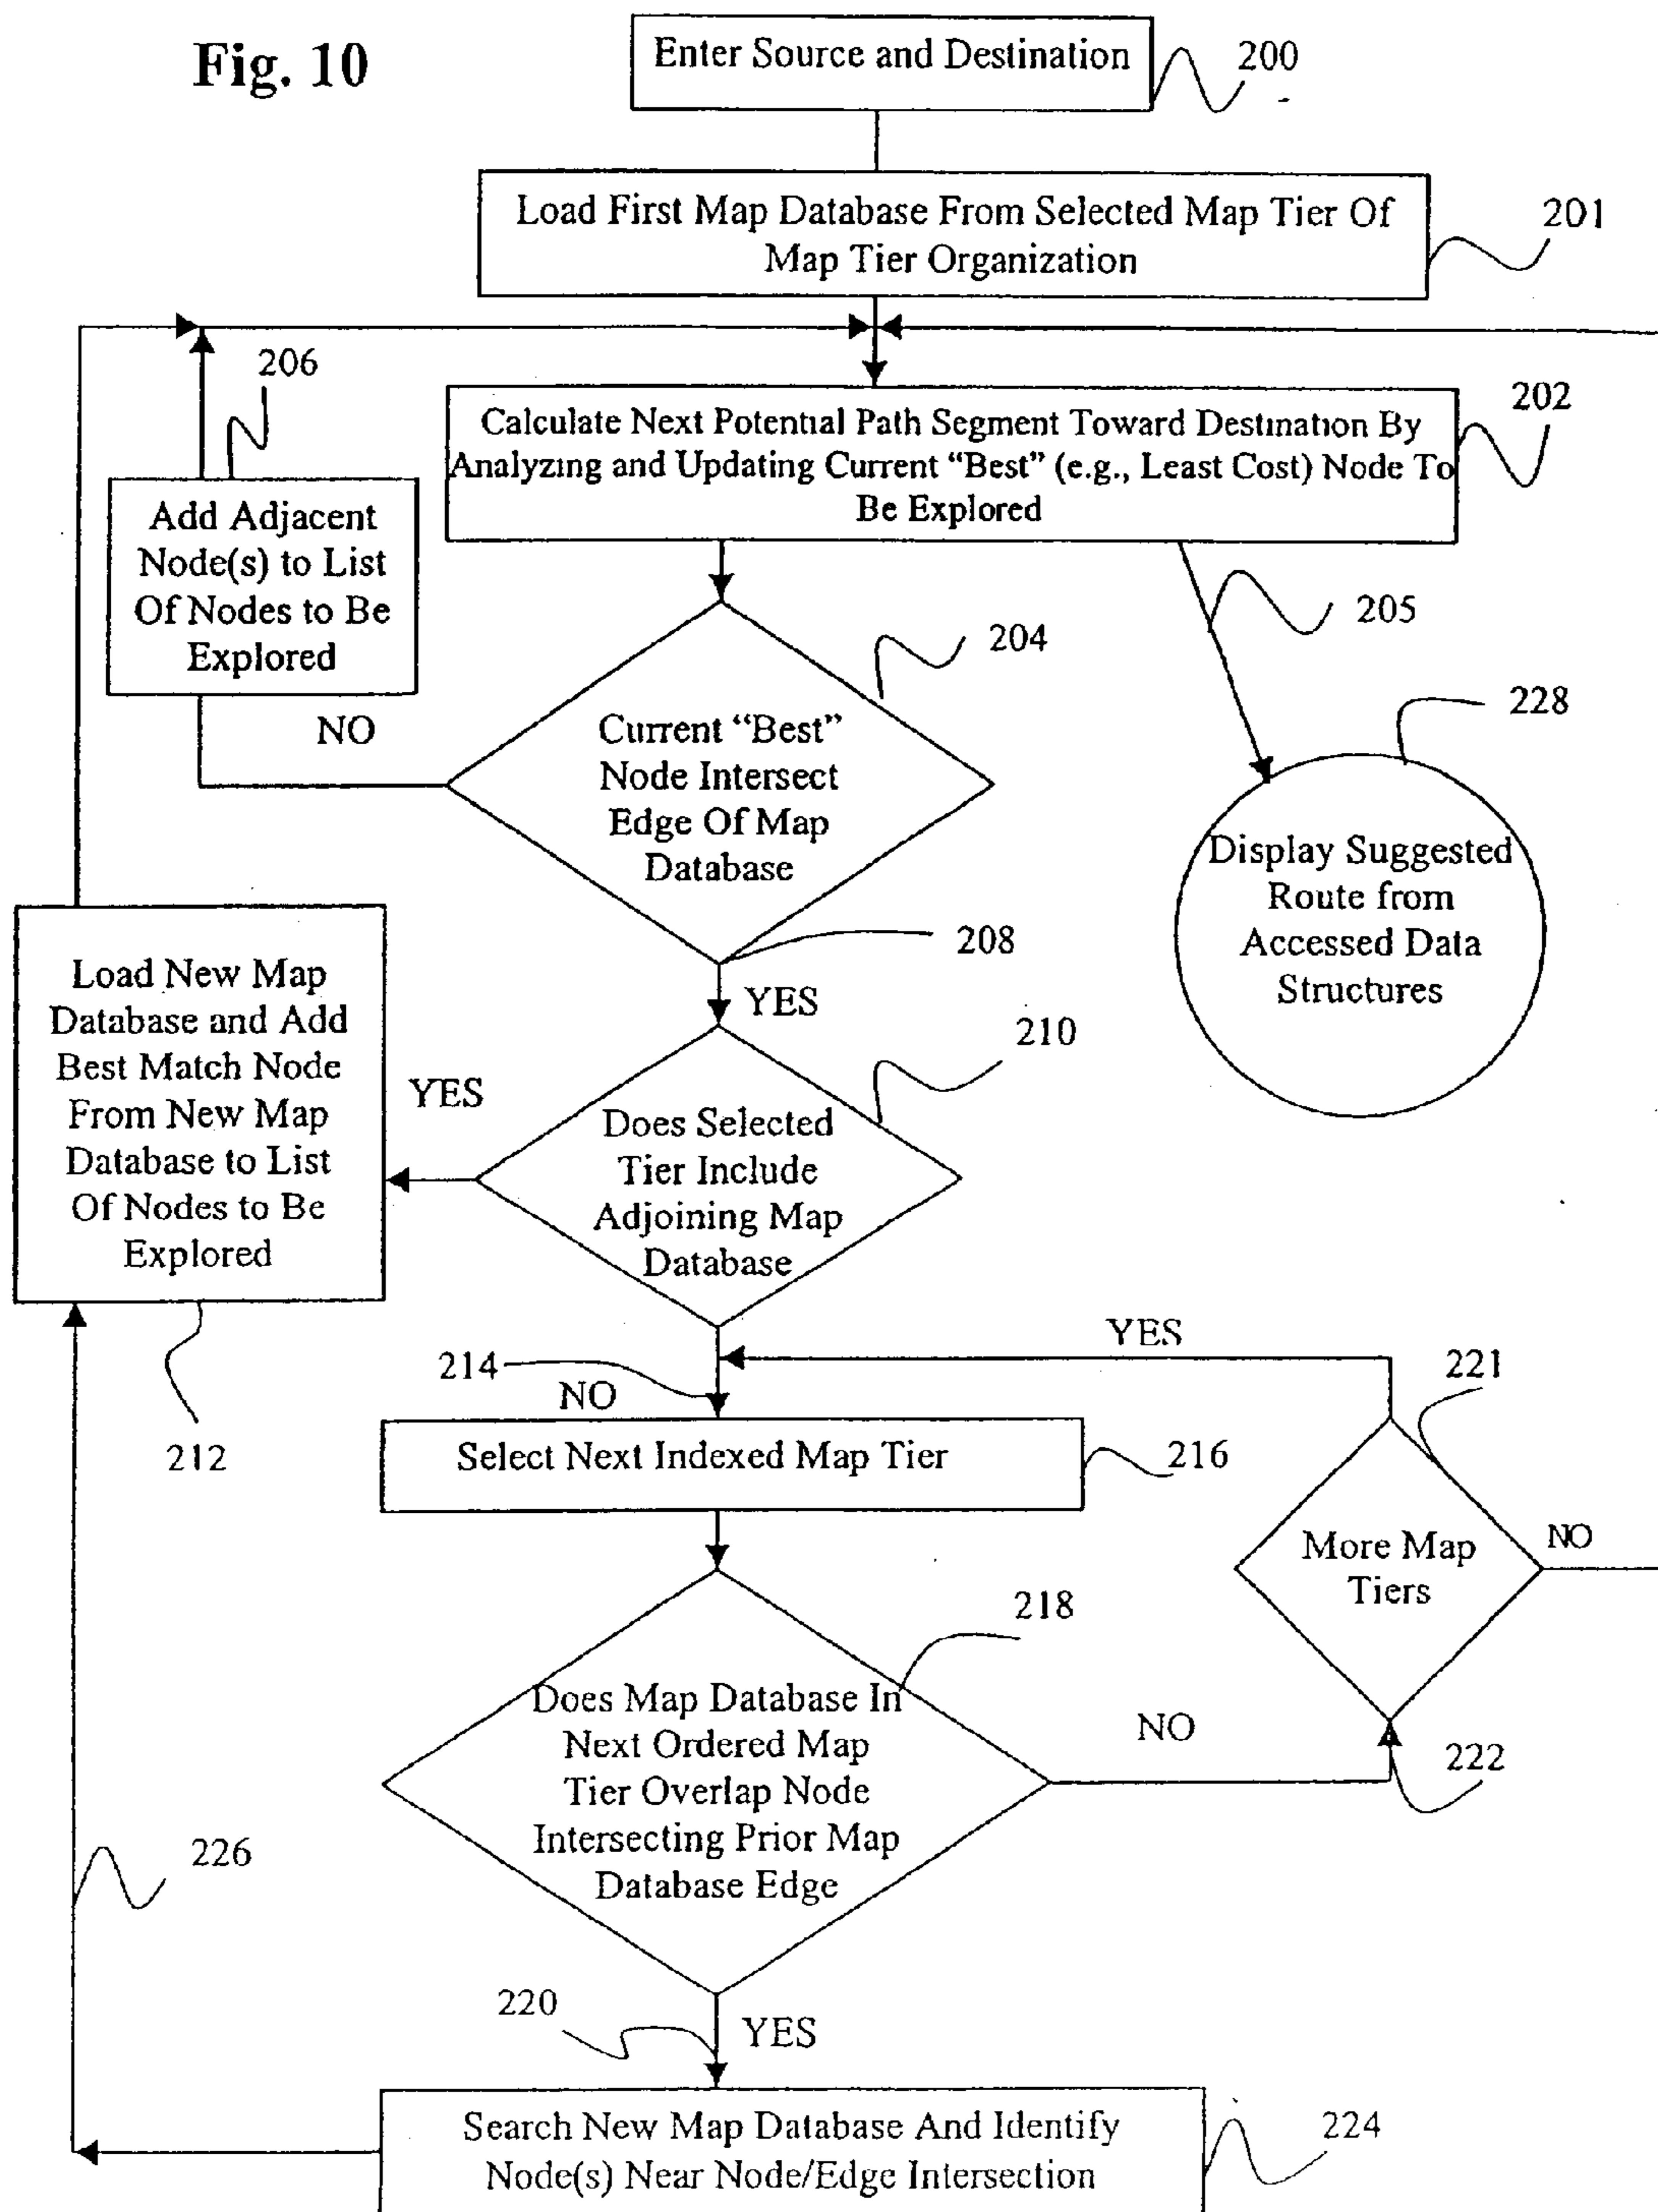 Fig. 10
Enter Source and Destination
200
Load First Map Database From Selected Map Tier Of
Map Tier Organization
201
206
Calculate Next Potential Path Segment Toward Destination By
Analyzing and Updating Current “Best” (e.g., Least Cost) Node To
Be Explored
202
Add Adjacent
Node(s) to List
Of Nodes to Be
Explored
205
204
NO
Current “Best”
Node Intersect
Edge Of Map
Database
228
Display Suggested
Route from
Accessed Data
Structures
208
YES
Load New Map
Database and Add
Best Match Node
From New Map
Database to List
Of Nodes to Be
Explored
YES
210
Does Selected
Tier Include
Adjoining Map
Database
212
214
NO
YES
221
Select Next Indexed Map Tier
216
More Map
Tiers
NO
218
Does Map Database In
Next Ordered Map
Tier Overlap Node
Intersecting Prior Map
Database Edge
NO
222
226
220
YES
Search New Map Database And Identify
Node(s) Near Node/Edge Intersection
224